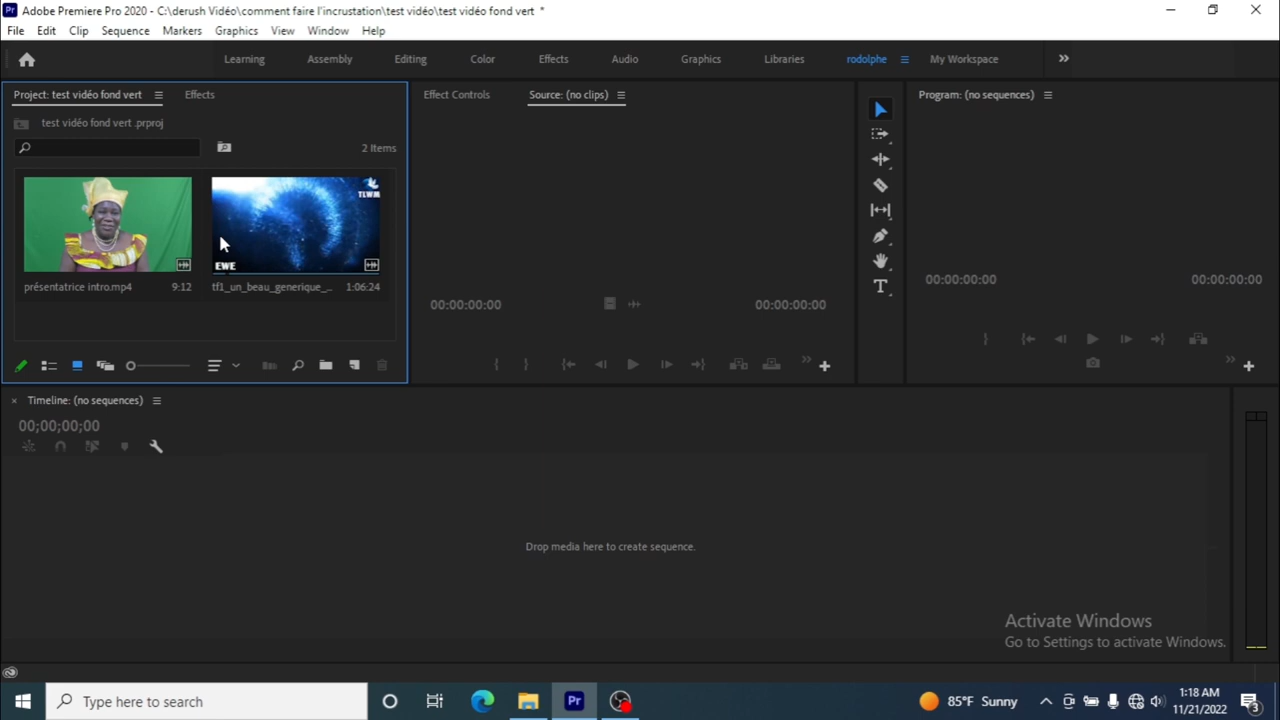 Adobe Premiere Pro 2020 - C:\derush Vidéo\comment faire l'incrustation\test vidéo\test vidéo fond vert *
File Edit Clip Sequence Markers Graphics View Window Help
Learning Assembly Editing Color Effects Audio Graphics Libraries rodolphe My Workspace
Project: test vidéo fond vert Effects
Effect Controls Source: (no clips)
Program: (no sequences)
test vidéo fond vert .prproj
2 Items
TLWM
EWE
présentatrice intro.mp4 9:12
tf1_un_beau_generique_... 1:06:24
00:00:00:00 00:00:00:00
00:00:00:00 00:00:00:00
Timeline: (no sequences)
00;00;00;00
Drop media here to create sequence.
Activate Windows
Go to Settings to activate Windows.
Type here to search
85°F Sunny
1:18 AM
11/21/2022
3